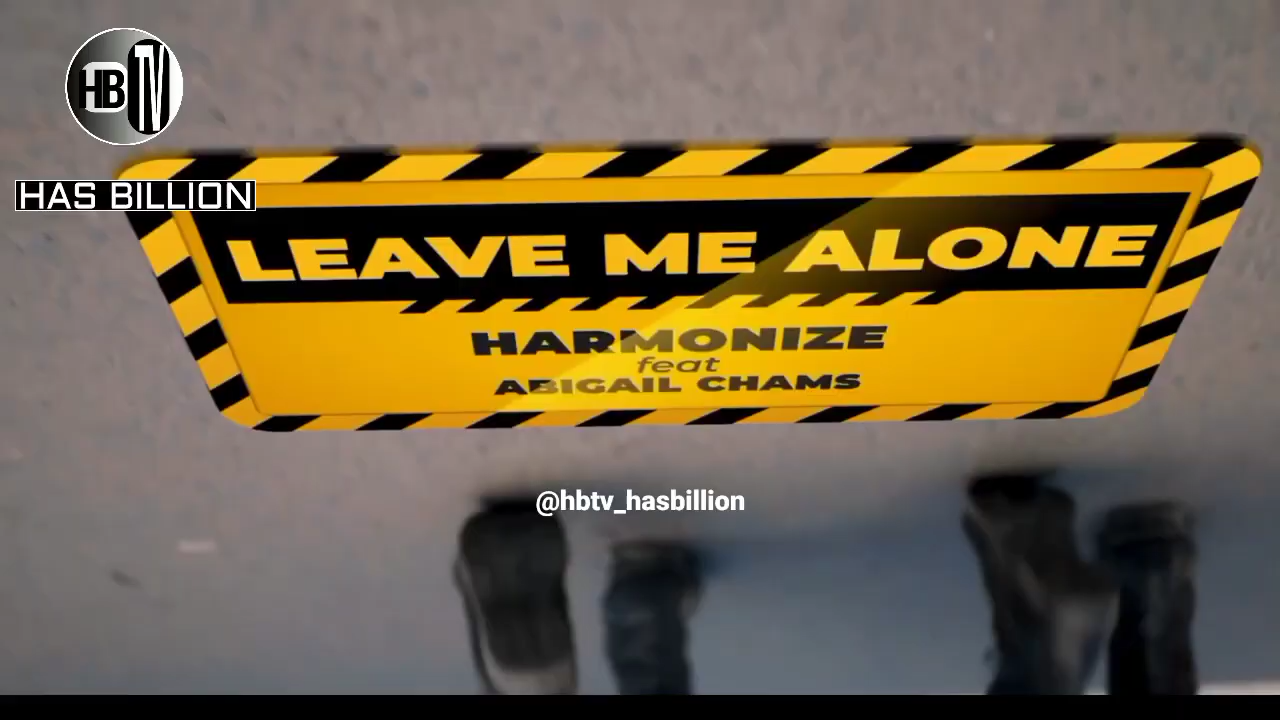 HB TV
HAS BILLION
LEAVE ME ALONE
HARMONIZE
feat
ABIGAIL CHAMS
@hbtv_hasbillion